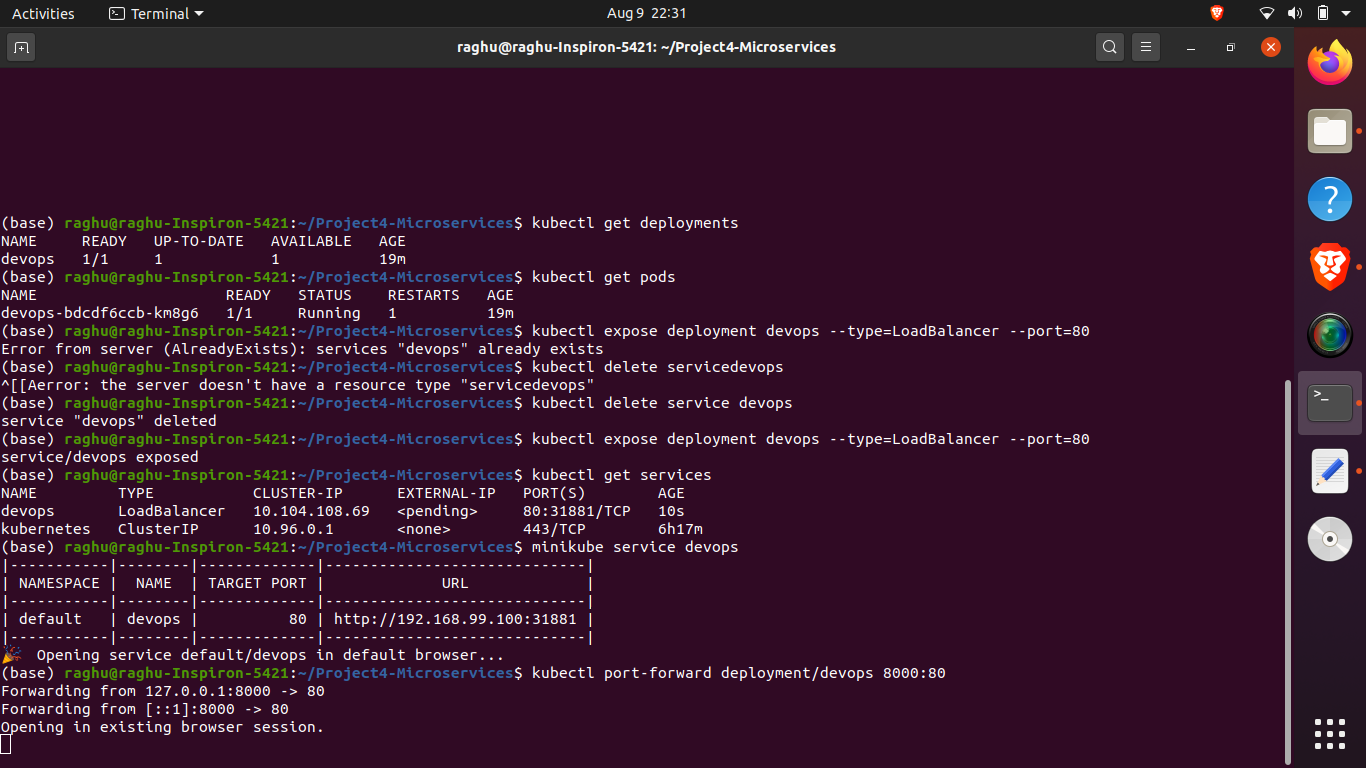 Activities Terminal Aug 9 22:31
raghu@raghu-Inspiron-5421: ~/Project4-Microservices
(base) raghu@raghu-Inspiron-5421:~/Project4-Microservices$ kubectl get deployments
NAME     READY   UP-TO-DATE   AVAILABLE   AGE
devops   1/1     1            1           19m
(base) raghu@raghu-Inspiron-5421:~/Project4-Microservices$ kubectl get pods
NAME                     READY   STATUS    RESTARTS   AGE
devops-bdcdf6ccb-km8g6   1/1     Running   1          19m
(base) raghu@raghu-Inspiron-5421:~/Project4-Microservices$ kubectl expose deployment devops --type=LoadBalancer --port=80
Error from server (AlreadyExists): services "devops" already exists
(base) raghu@raghu-Inspiron-5421:~/Project4-Microservices$ kubectl delete servicedevops
^[[Aerror: the server doesn't have a resource type "servicedevops"
(base) raghu@raghu-Inspiron-5421:~/Project4-Microservices$ kubectl delete service devops
service "devops" deleted
(base) raghu@raghu-Inspiron-5421:~/Project4-Microservices$ kubectl expose deployment devops --type=LoadBalancer --port=80
service/devops exposed
(base) raghu@raghu-Inspiron-5421:~/Project4-Microservices$ kubectl get services
NAME         TYPE           CLUSTER-IP      EXTERNAL-IP   PORT(S)        AGE
devops       LoadBalancer   10.104.108.69   <pending>     80:31881/TCP   10s
kubernetes   ClusterIP      10.96.0.1       <none>        443/TCP        6h17m
(base) raghu@raghu-Inspiron-5421:~/Project4-Microservices$ minikube service devops
|-----------|--------|-------------|-----------------------------|
| NAMESPACE |  NAME  | TARGET PORT |             URL             |
|-----------|--------|-------------|-----------------------------|
| default   | devops |          80 | http://192.168.99.100:31881 |
|-----------|--------|-------------|-----------------------------|
🎉  Opening service default/devops in default browser...
(base) raghu@raghu-Inspiron-5421:~/Project4-Microservices$ kubectl port-forward deployment/devops 8000:80
Forwarding from 127.0.0.1:8000 -> 80
Forwarding from [::1]:8000 -> 80
Opening in existing browser session.